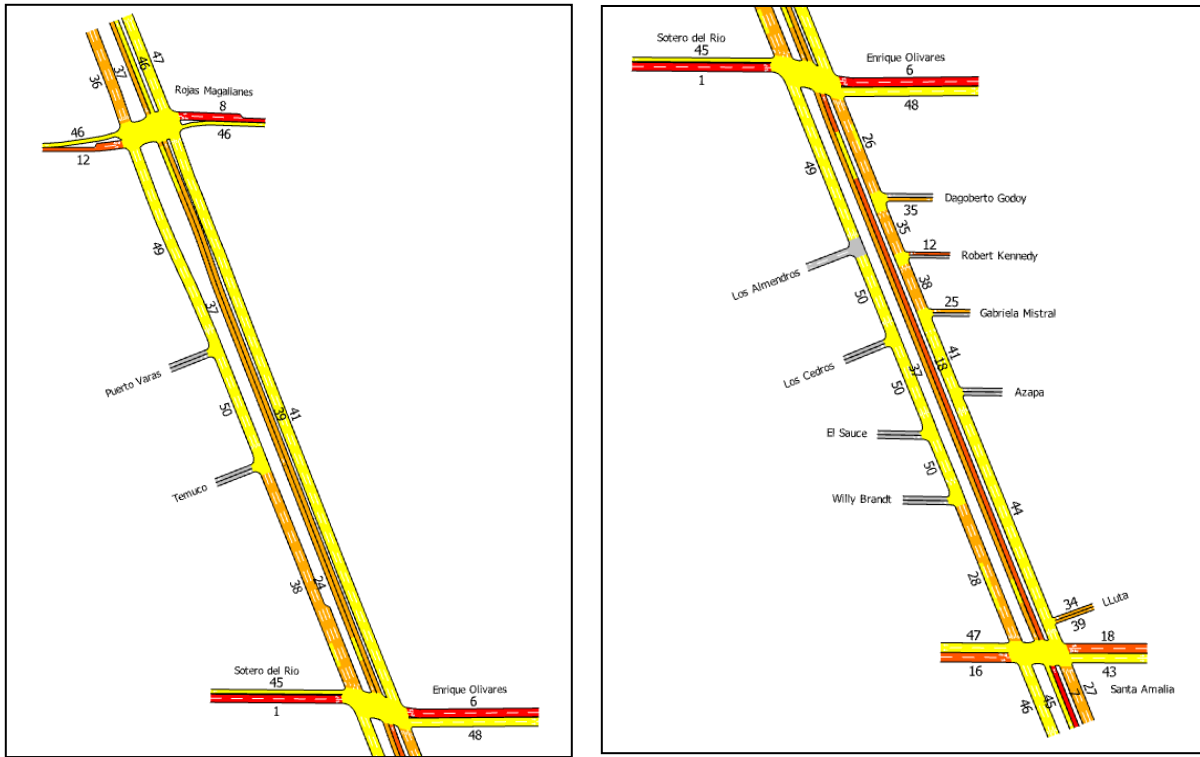 47
46
37
36
Rojas Magallanes
8
46
46
12
49
37
Puerto Varas
50
39
41
Temuco
38
24
Sotero del Rio
45
1
Enrique Olivares
6
48
Sotero del Rio
45
1
Enrique Olivares
6
48
26
49
Dagoberto Godoy
35
35
12
Robert Kennedy
38
Los Almendros
50
25
Gabriela Mistral
41
18
37
Los Cedros
50
Azapa
El Sauce
50
Willy Brandt
44
28
34
LLuta
39
47
18
16
43
46
45
7
27
Santa Amalia